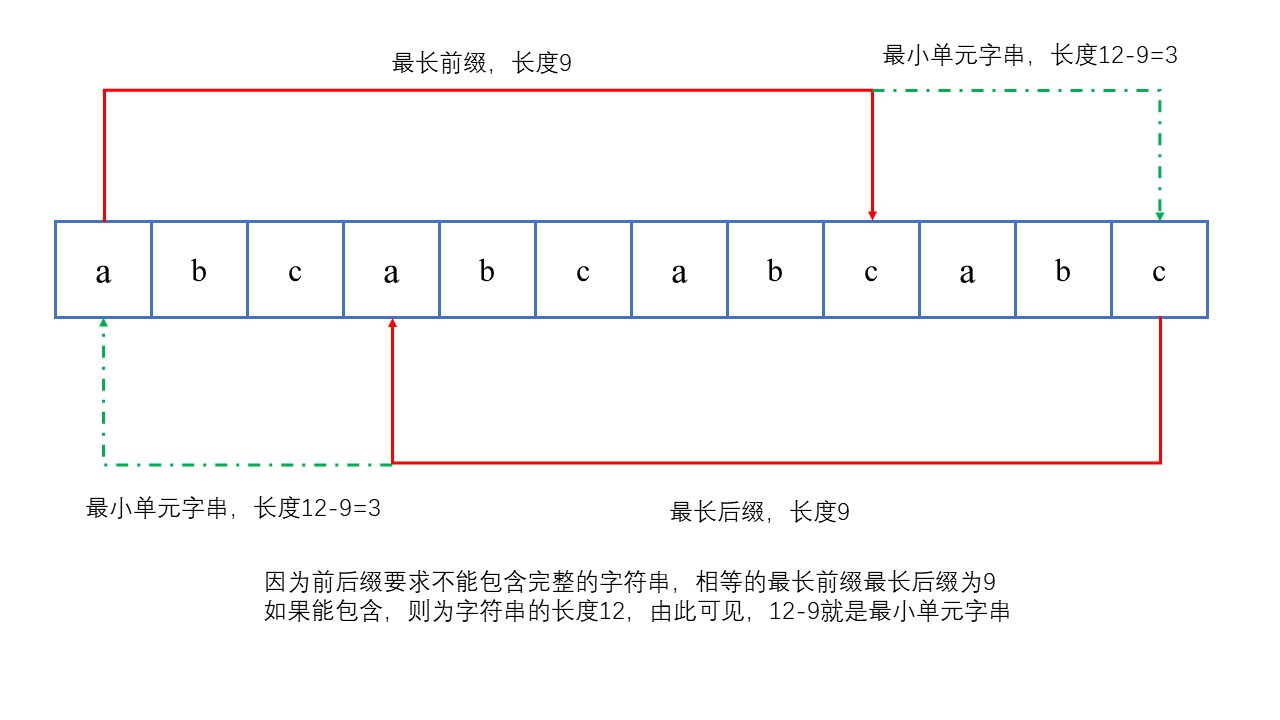 最长前缀，长度9
最小单元字串，长度12-9=3
a b c a b c a b c a b c
最小单元字串，长度12-9=3
最长后缀，长度9
因为前后缀要求不能包含完整的字符串，相等的最长前缀最长后缀为9
如果能包含，则为字符串的长度12，由此可见，12-9就是最小单元字串